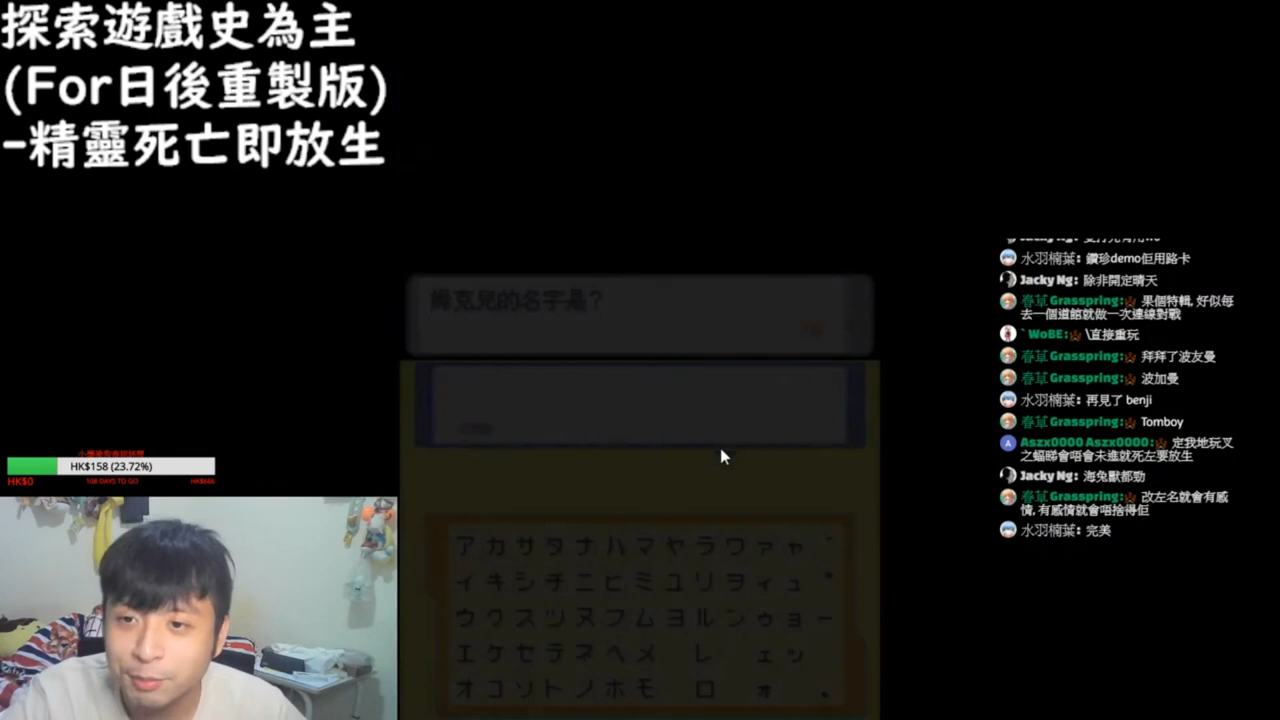 探索遊戲史為主
(For日後重製版)
-精靈死亡即放生
水羽楠葉: 鑽珍demo佢用路卡
Jacky Ng: 除非開定晴天
春草Grasspring: 果個特輯, 好似每
去一個道館就做一次連線對戰
`WoBE: \直接重玩
春草Grasspring: 拜拜了波友曼
春草Grasspring: 波加曼
水羽楠葉: 再見了 benji
春草Grasspring: Tomboy
Aszx0000 Aszx0000: 定我地玩叉
之蝠睇會唔會未進就死左要放生
Jacky Ng: 海兔獸都勁
春草Grasspring: 改左名就會有感
情, 有感情就會唔捨得佢
水羽楠葉: 完美
姆克兒的名字是？
HK$158 (23.72%)
HK$0
108 DAYS TO GO
HK$666
アカサタナハマヤラワァャ゛
イキシチニヒミユリヲィュ゜
ウクスツヌフムヨルンゥョー
エケセテネヘメ レ ェッ
オコソトノホモ ロ ォ 。